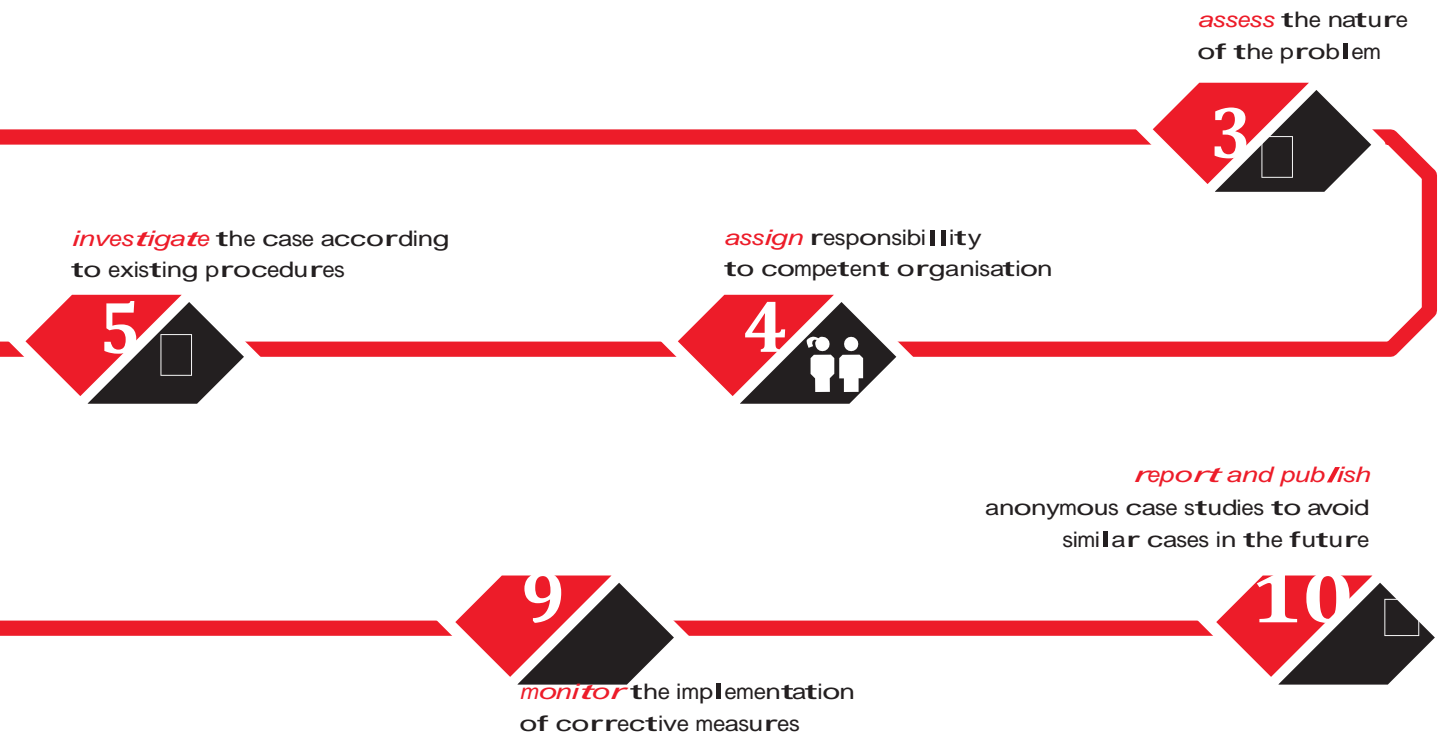 assess the nature
of the problem
3
investigate the case according
to existing procedures
5
assign responsibillity
to competent organisation
4
report and publish
anonymous case studies to avoid
similar cases in the future
9
10
monitor the implementation
of corrective measures